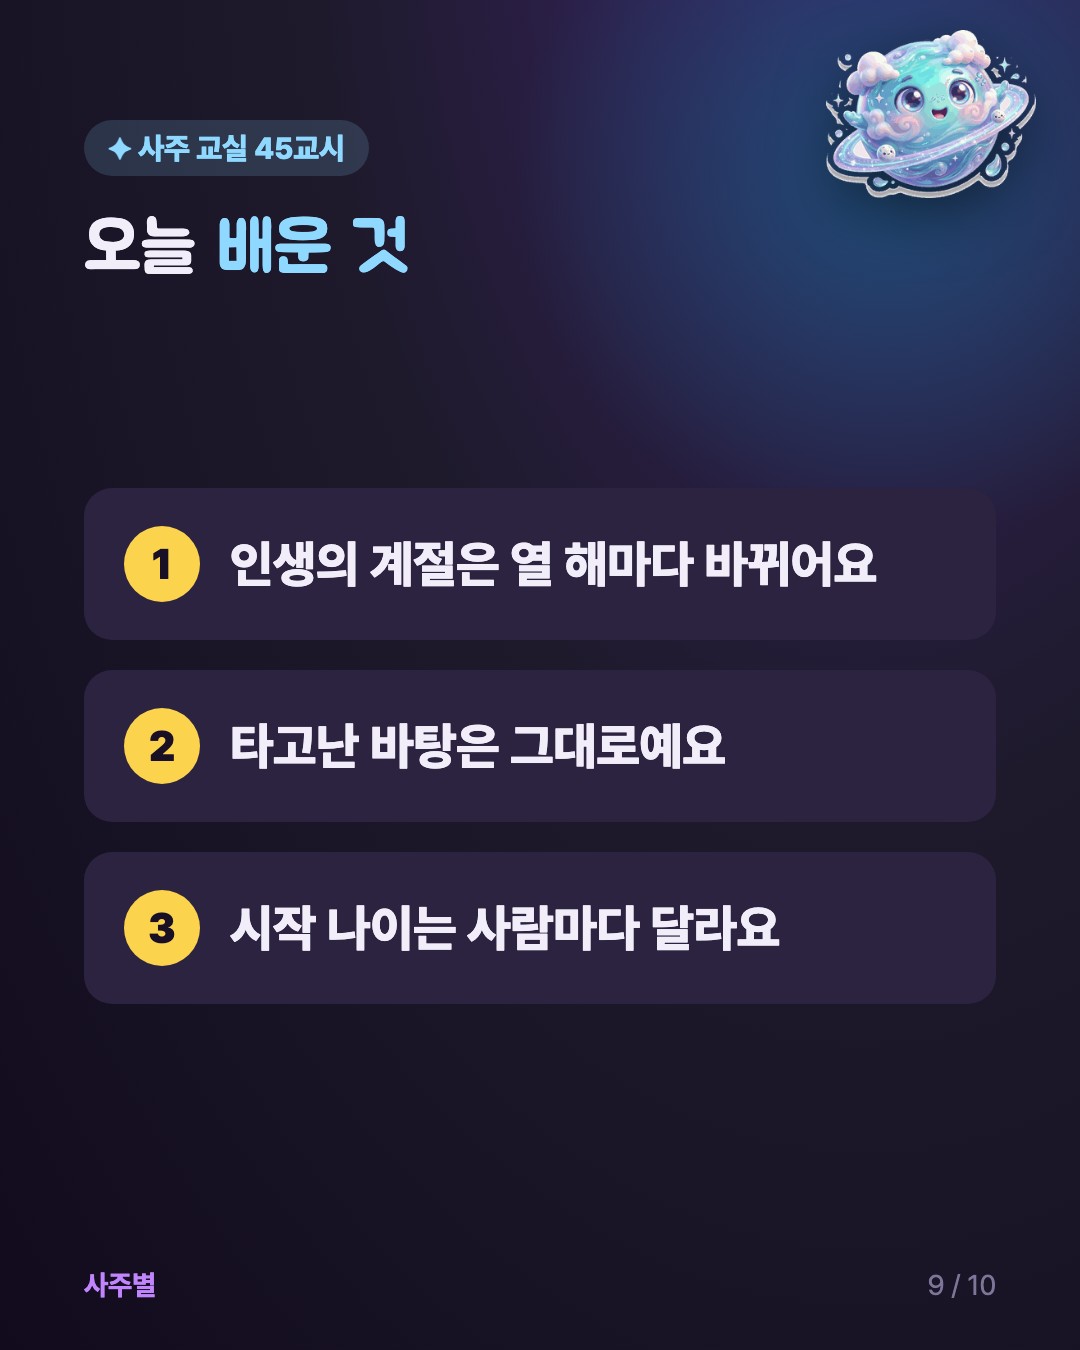 ✦ 사주 교실 45교시
오늘 배운 것
1 인생의 계절은 열 해마다 바뀌어요
2 타고난 바탕은 그대로예요
3 시작 나이는 사람마다 달라요
사주별
9 / 10